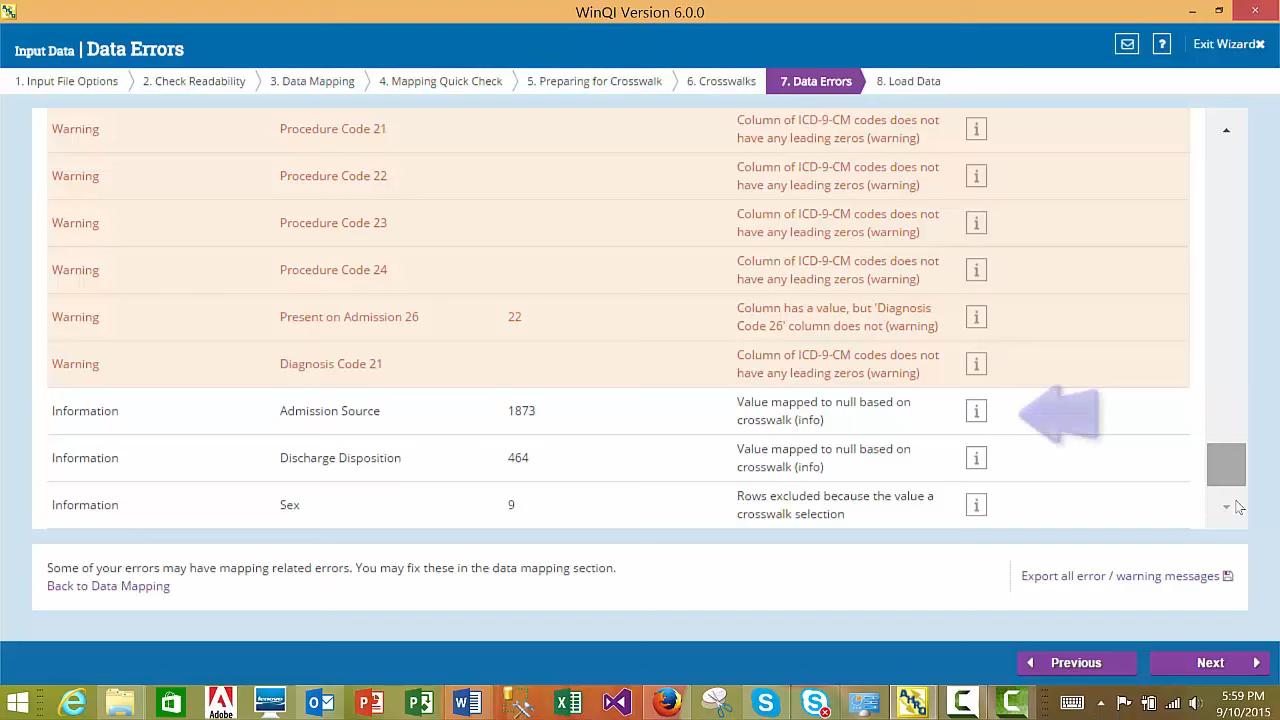 WinQI Version 6.0.0
Input Data | Data Errors
? Exit Wizard✖
1. Input File Options 2. Check Readability 3. Data Mapping 4. Mapping Quick Check 5. Preparing for Crosswalk 6. Crosswalks 7. Data Errors 8. Load Data
Warning Procedure Code 21 Column of ICD-9-CM codes does not
have any leading zeros (warning) i
Warning Procedure Code 22 Column of ICD-9-CM codes does not
have any leading zeros (warning) i
Warning Procedure Code 23 Column of ICD-9-CM codes does not
have any leading zeros (warning) i
Warning Procedure Code 24 Column of ICD-9-CM codes does not
have any leading zeros (warning) i
Warning Present on Admission 26 22 Column has a value, but 'Diagnosis
Code 26' column does not (warning) i
Warning Diagnosis Code 21 Column of ICD-9-CM codes does not
have any leading zeros (warning) i
Information Admission Source 1873 Value mapped to null based on
crosswalk (info) i
Information Discharge Disposition 464 Value mapped to null based on
crosswalk (info) i
Information Sex 9 Rows excluded because the value a
crosswalk selection i
Some of your errors may have mapping related errors. You may fix these in the data mapping section.
Back to Data Mapping
Export all error / warning messages
Previous Next
Adobe lenovo AHRQ
5:59 PM
9/10/2015